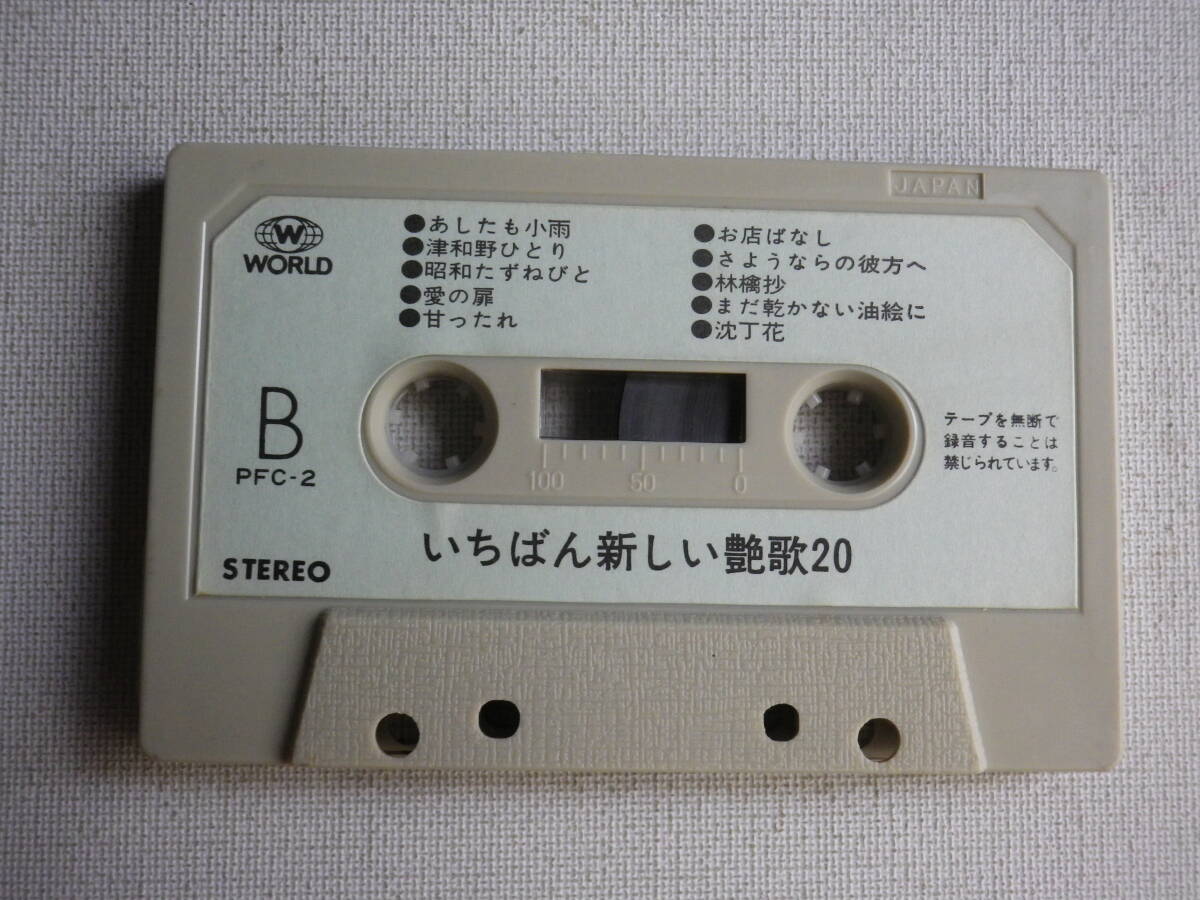 JAPAN
W
WORLD
●あしたも小雨
●津和野ひとり
●昭和たずねびと
●愛の扉
●甘ったれ
●お店ばなし
●さようならの彼方へ
●林檎抄
●まだ乾かない油絵に
●沈丁花
B
PFC-2
100 50 0
テープを無断で
録音することは
禁じられています。
いちばん新しい艶歌20
STEREO